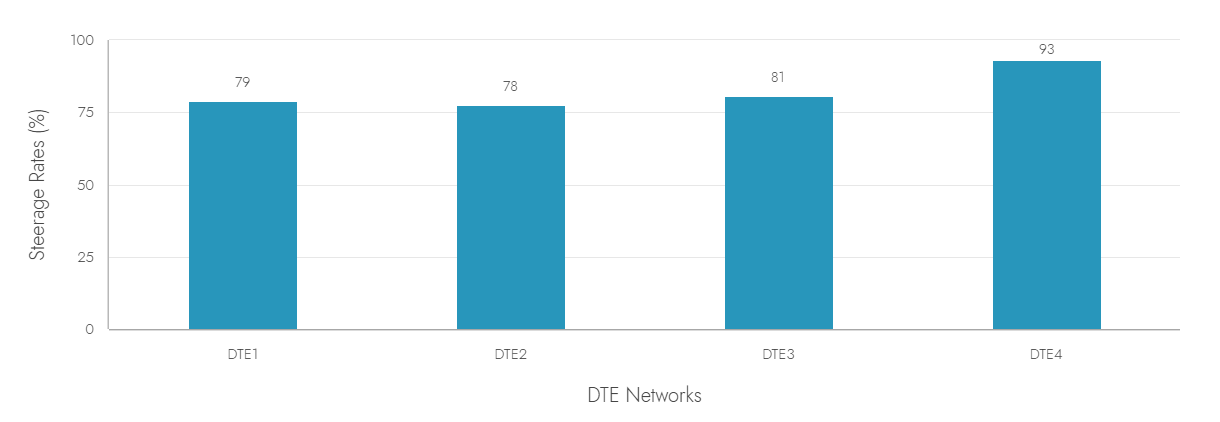 Steerage Rates (%)
100
75
50
25
0
79
78
81
93
DTE1
DTE2
DTE3
DTE4
DTE Networks